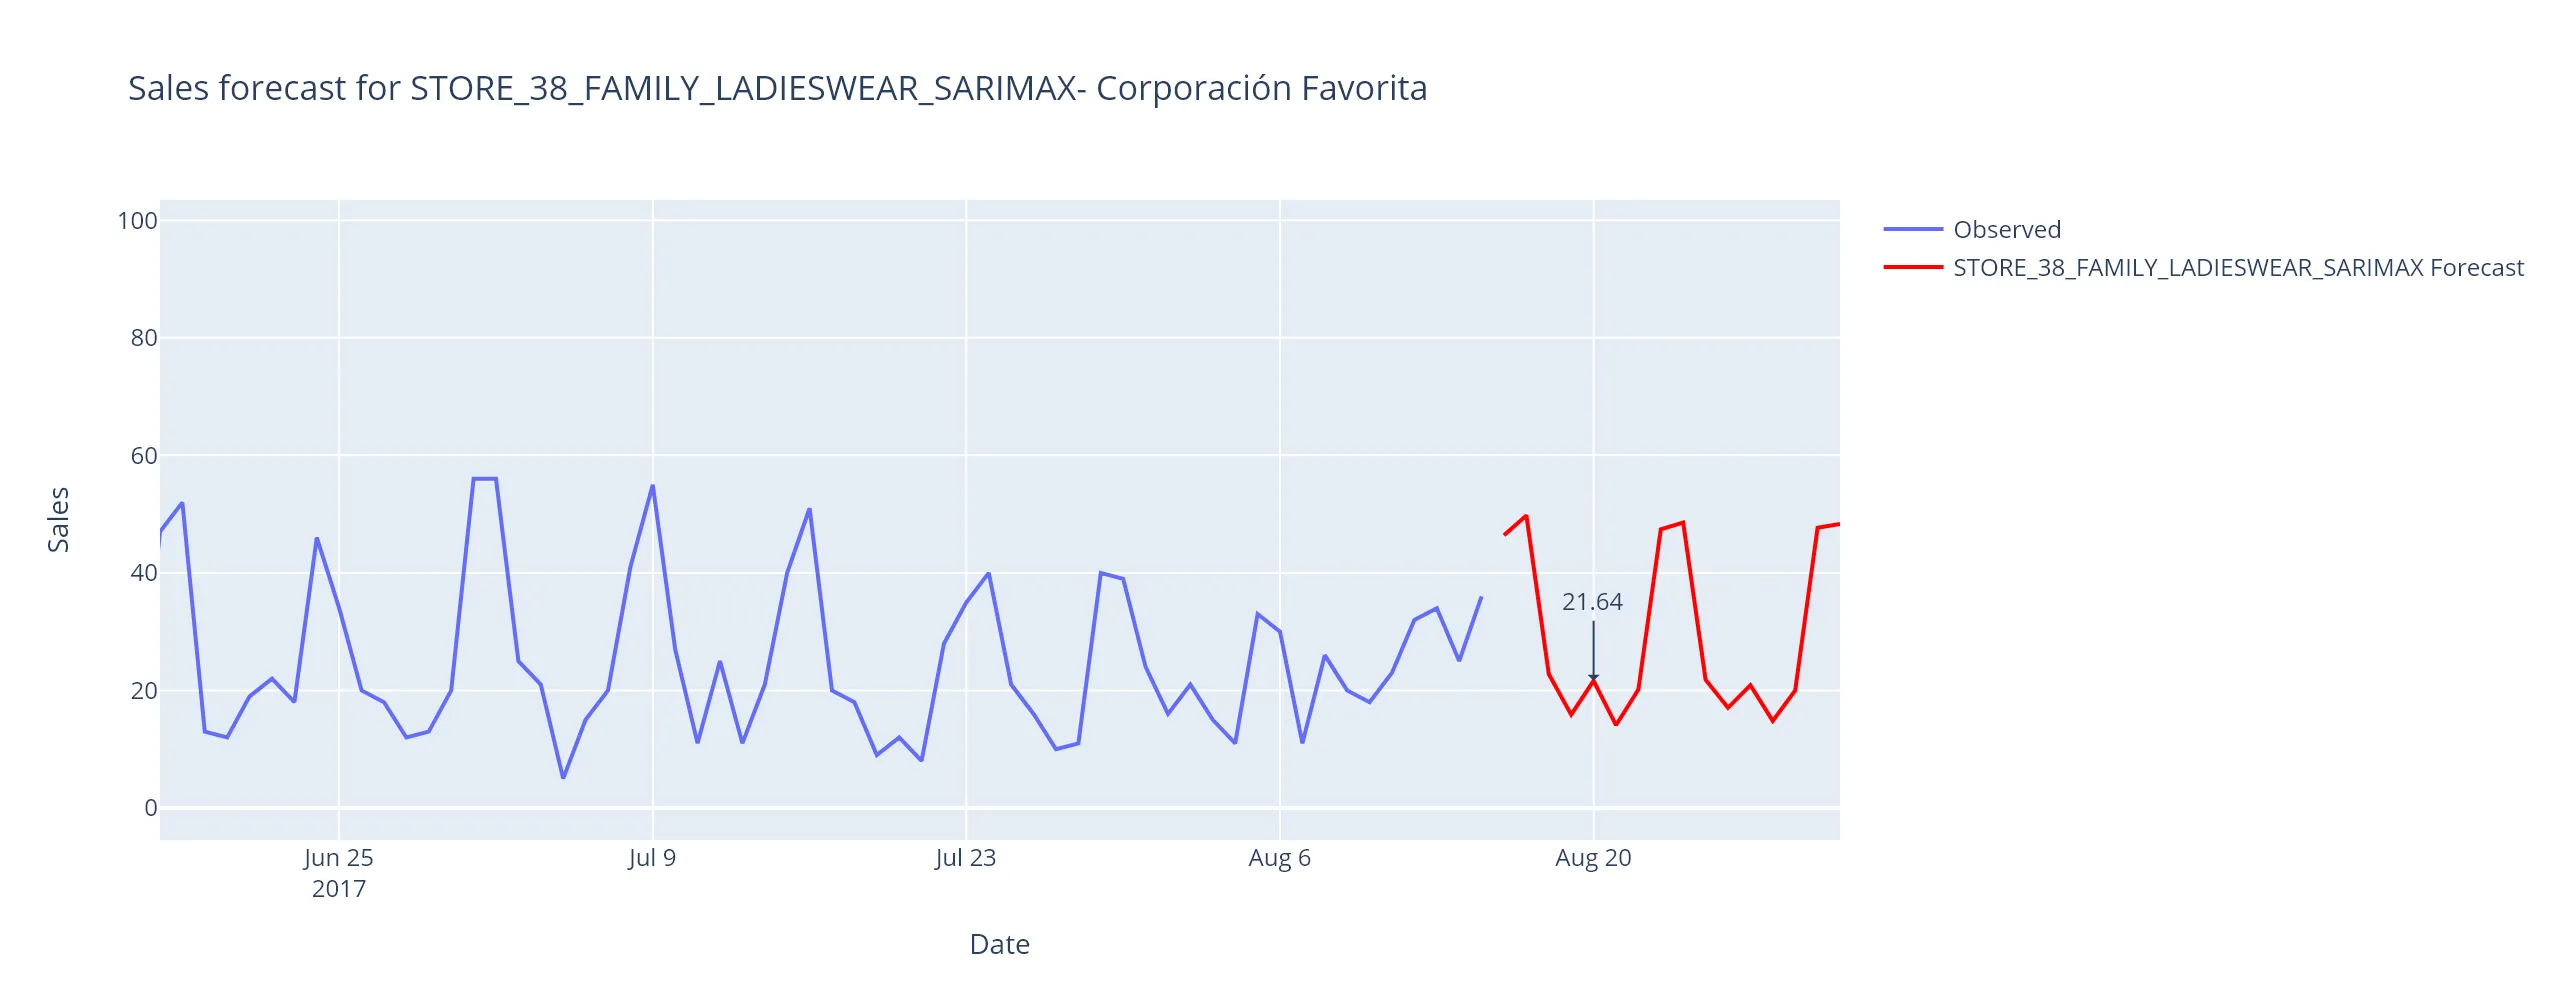 Sales forecast for STORE_38_FAMILY_LADIESWEAR_SARIMAX- Corporación Favorita
Observed
STORE_38_FAMILY_LADIESWEAR_SARIMAX Forecast
100
80
60
40
20
0
Sales
21.64
Jun 25
2017
Jul 9
Jul 23
Aug 6
Aug 20
Date